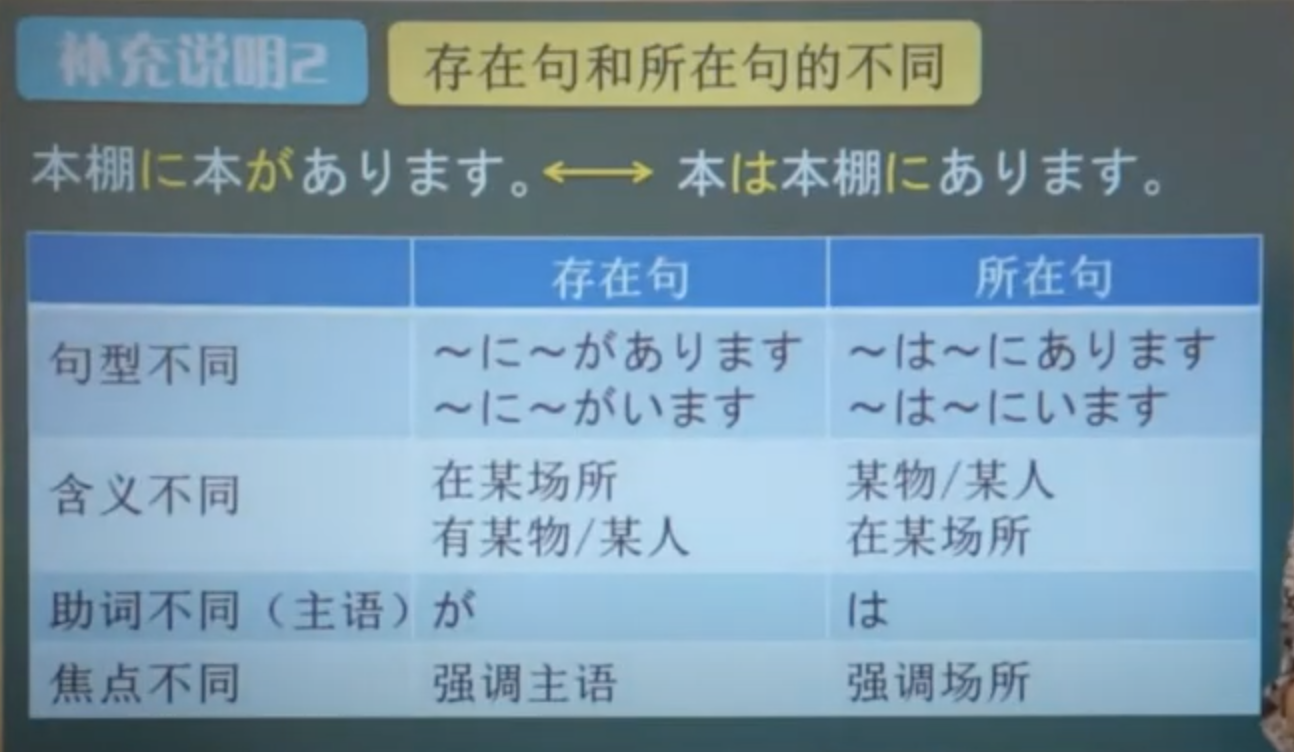 补充说明2
存在句和所在句的不同
本棚に本があります。⟷ 本は本棚にあります。
存在句 所在句
句型不同
～に～があります ～は～にあります
～に～がいます ～は～にいます
含义不同
在某场所 某物/某人
有某物/某人 在某场所
助词不同（主语） が は
焦点不同 强调主语 强调场所